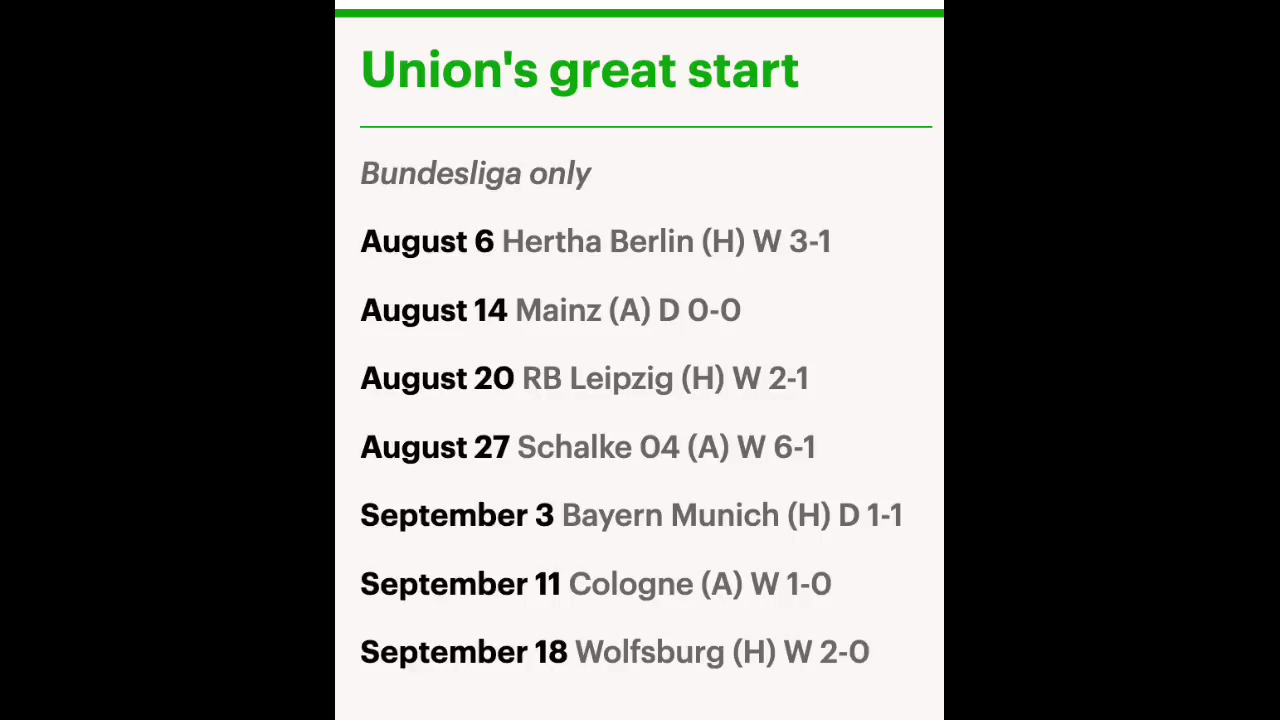 Union's great start
Bundesliga only
August 6 Hertha Berlin (H) W 3-1
August 14 Mainz (A) D 0-0
August 20 RB Leipzig (H) W 2-1
August 27 Schalke 04 (A) W 6-1
September 3 Bayern Munich (H) D 1-1
September 11 Cologne (A) W 1-0
September 18 Wolfsburg (H) W 2-0